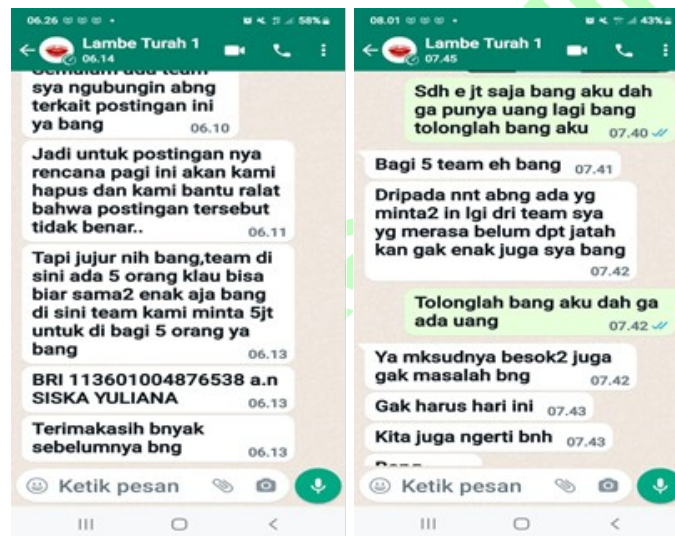 06.26
58%
Lambe Turah 1
06.14
sya ngubungin abng
terkait postingan ini
ya bang 06.10
Jadi untuk postingan nya
rencana pagi ini akan kami
hapus dan kami bantu ralat
bahwa postingan tersebut
tidak benar.. 06.11
Tapi jujur nih bang,team di
sini ada 5 orang klau bisa
biar sama2 enak aja bang
di sini team kami minta 5jt
untuk di bagi 5 orang ya
bang 06.13
BRI 113601004876538 a.n
SISKA YULIANA 06.13
Terimakasih bnyak
sebelumnya bng 06.13
Ketik pesan
08.01
43%
Lambe Turah 1
07.45
Sdh e jt saja bang aku dah
ga punya uang lagi bang
tolonglah bang aku 07.40
Bagi 5 team eh bang 07.41
Dripada nnt abng ada yg
minta2 in lgi dri team sya
yg merasa belum dpt jatah
kan gak enak juga sya bang
07.42
Tolonglah bang aku dah ga
ada uang 07.42
Ya mksudnya besok2 juga
gak masalah bng 07.42
Gak harus hari ini 07.43
Kita juga ngerti bnh 07.43
Ketik pesan